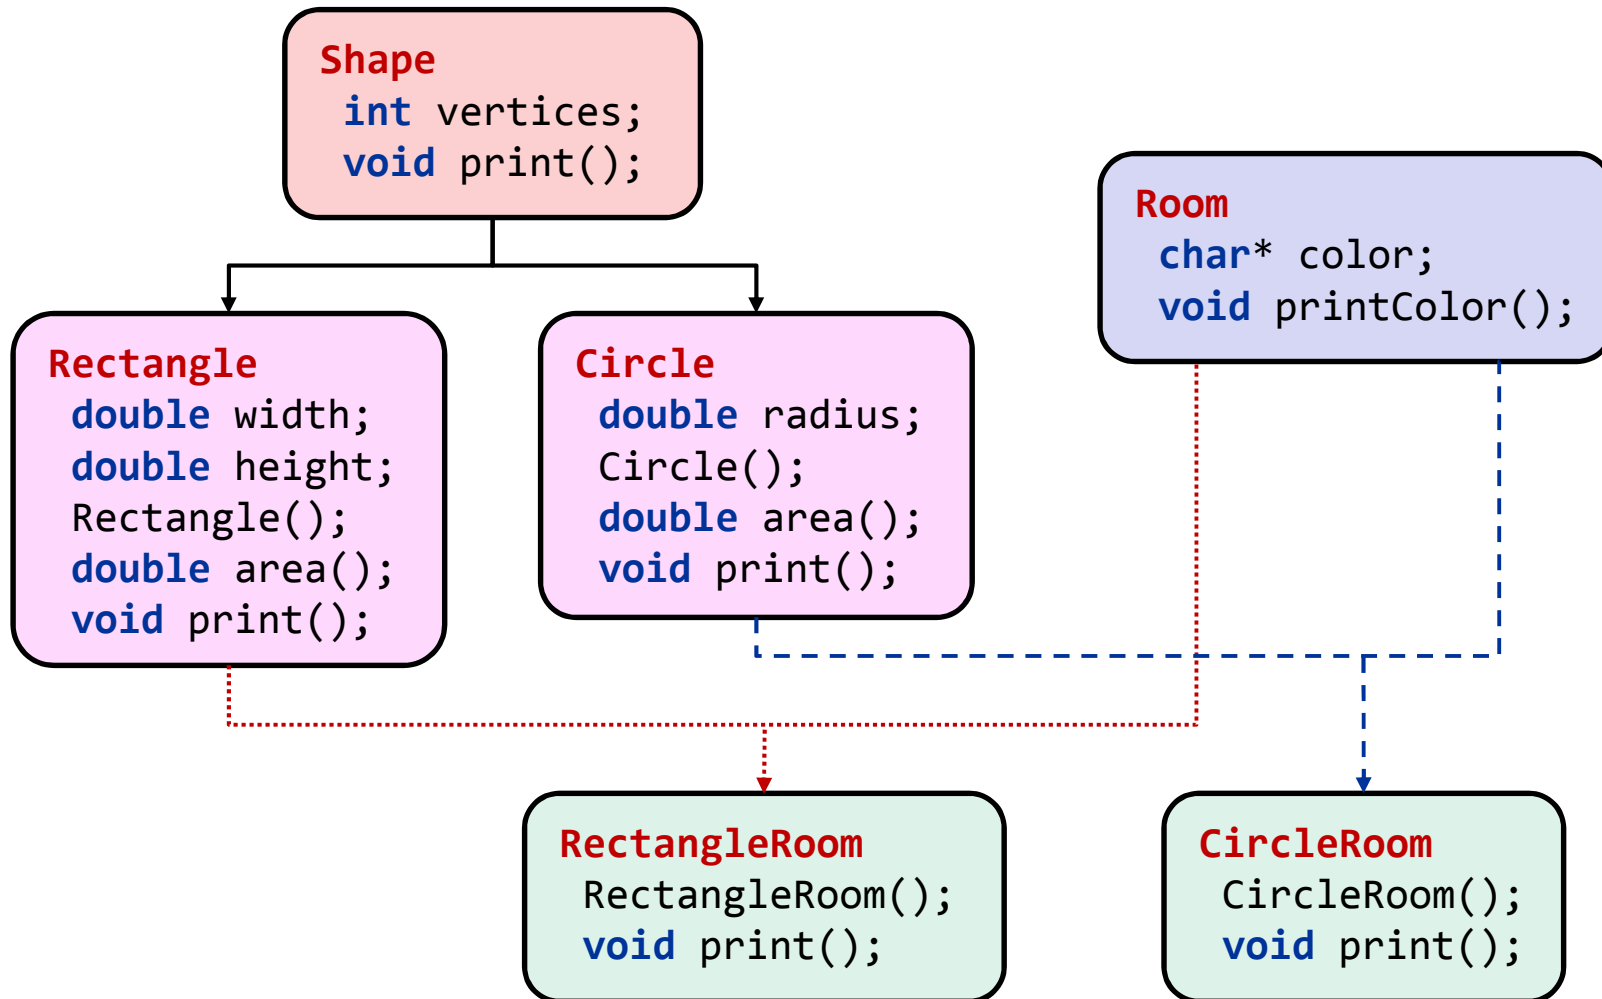 Shape
int vertices;
void print();
Room
char* color;
void printColor();
Rectangle
double width;
double height;
Rectangle();
double area();
void print();
Circle
double radius;
Circle();
double area();
void print();
RectangleRoom
RectangleRoom();
void print();
CircleRoom
CircleRoom();
void print();